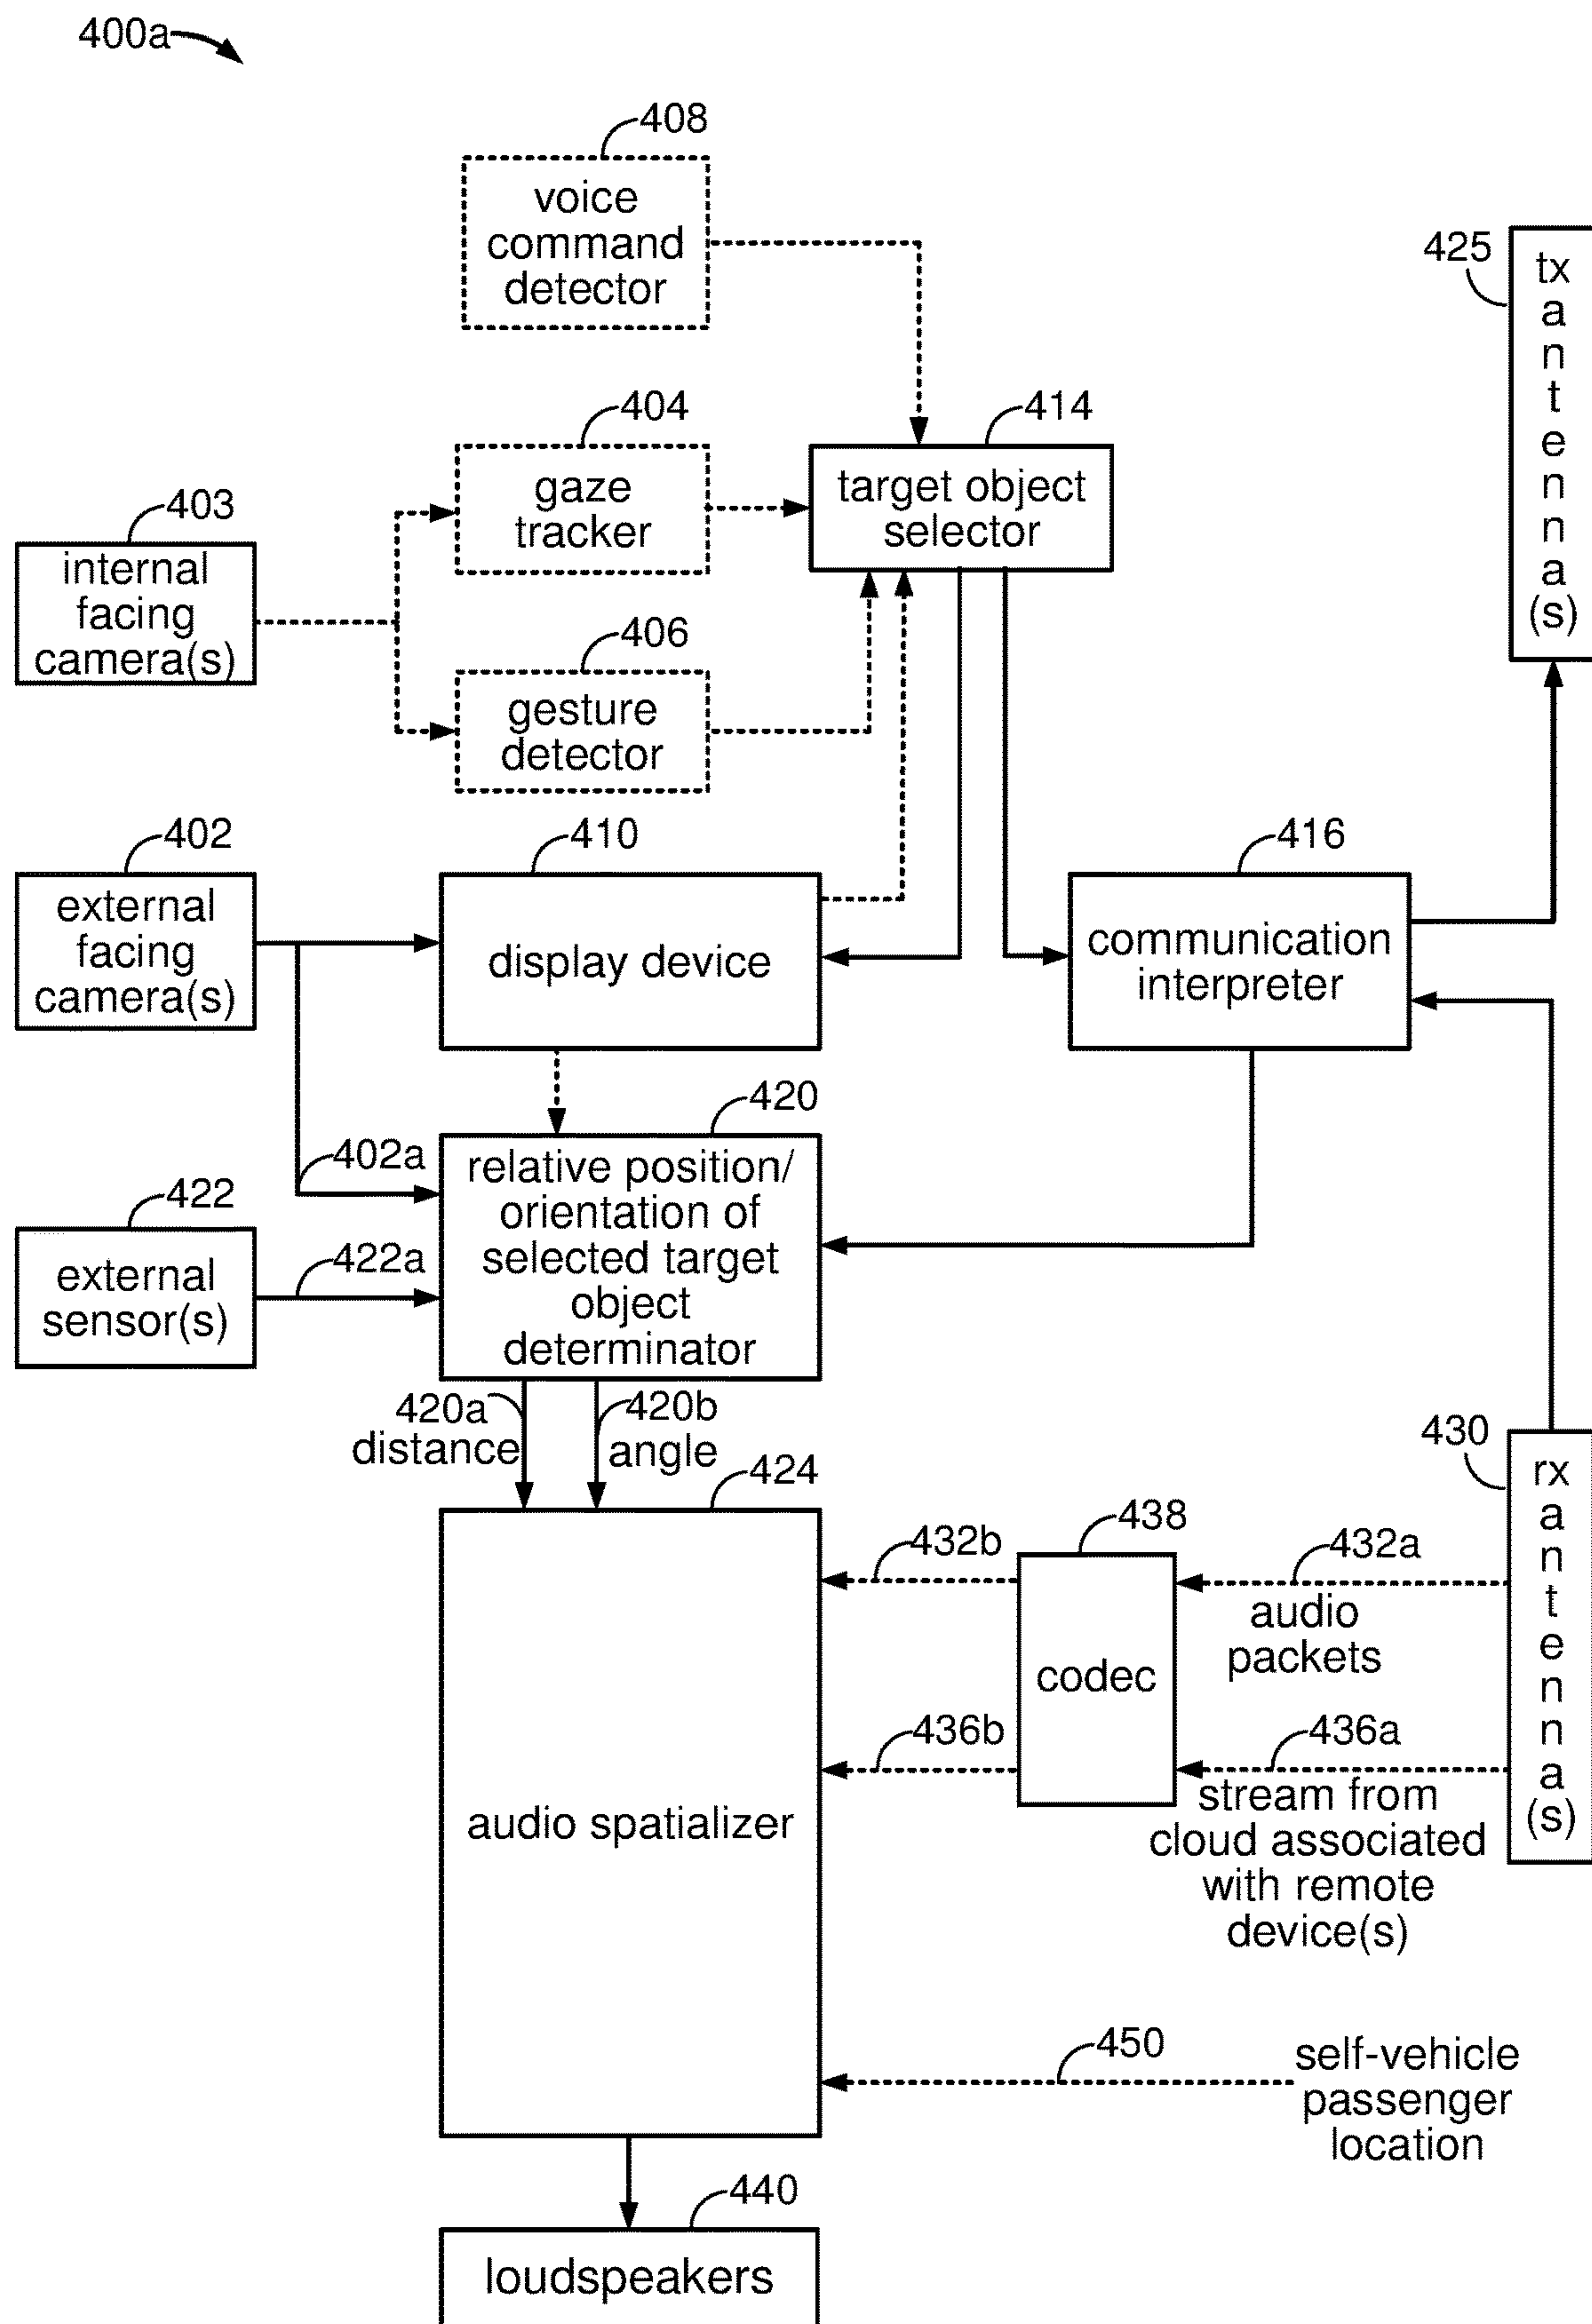 400a
408
voice
command
detector
425
tx
a
n
t
e
n
n
a
(s)
404
gaze
tracker
414
target object
selector
403
internal
facing
camera(s)
406
gesture
detector
402
external
facing
camera(s)
410
display device
416
communication
interpreter
420
402a
relative position/
orientation of
selected target
object
determinator
422
422a
external
sensor(s)
420a
distance
420b
angle
424
430
rx
a
n
t
e
n
n
a
(s)
438
432b
432a
audio
packets
codec
436b
436a
stream from
cloud associated
with remote
device(s)
audio spatializer
450
self-vehicle
passenger
location
440
loudspeakers